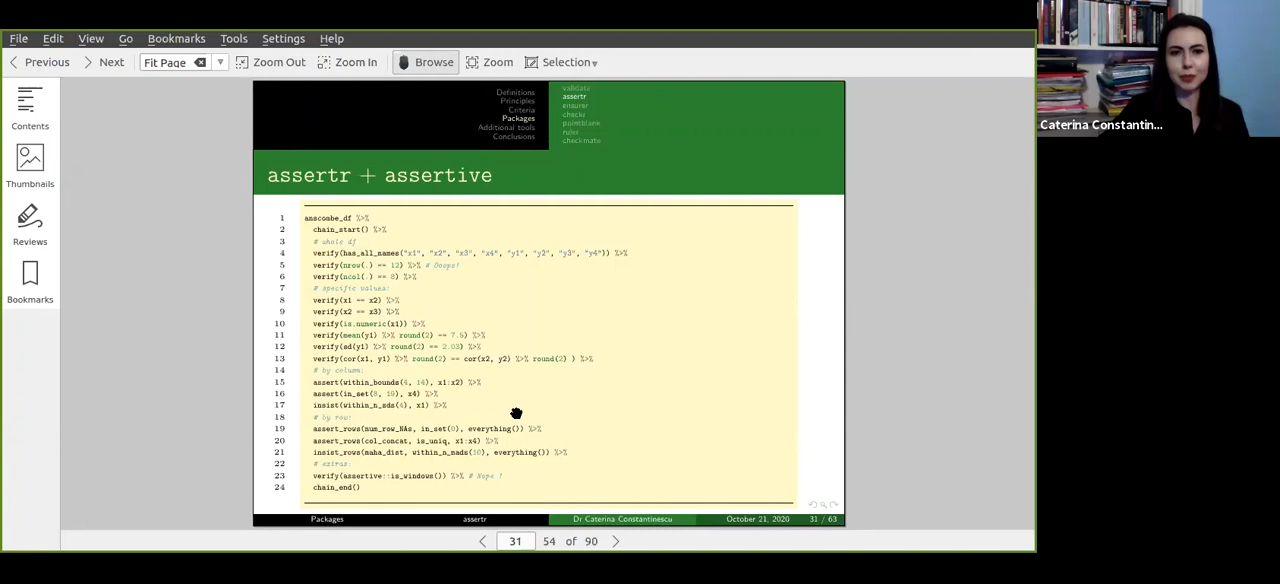 File Edit View Go Bookmarks Tools Settings Help
Previous Next Fit Page Zoom Out Zoom In Browse Zoom Selection
Contents
Thumbnails
Reviews
Bookmarks
Definitions
Principles
Criteria
Packages
Additional tools
Conclusions
validate
assertr
ensurer
checkr
pointblank
ruler
checkmate
Caterina Constantin...
assertr + assertive
1 anscombe_df %>%
2 chain_start() %>%
3 # whole df
4 verify(has_all_names("x1", "x2", "x3", "x4", "y1", "y2", "y3", "y4")) %>%
5 verify(nrow(.) == 12) %>% # Ooops!
6 verify(ncol(.) == 8) %>%
7 # specific values:
8 verify(x1 == x2) %>%
9 verify(x2 == x3) %>%
10 verify(is.numeric(x1)) %>%
11 verify(mean(y1) %>% round(2) == 7.5) %>%
12 verify(sd(y1) %>% round(2) == 2.03) %>%
13 verify(cor(x1, y1) %>% round(2) == cor(x2, y2) %>% round(2) ) %>%
14 # by column:
15 assert(within_bounds(4, 14), x1:x2) %>%
16 assert(in_set(8, 19), x4) %>%
17 insist(within_n_sds(4), x1) %>%
18 # by row:
19 assert_rows(num_row_NAs, in_set(0), everything()) %>%
20 assert_rows(col_concat, is_uniq, x1:x4) %>%
21 insist_rows(maha_dist, within_n_mads(10), everything()) %>%
22 # extras:
23 verify(assertive::is_windows()) %>% # Nope !
24 chain_end()
Packages assertr Dr Caterina Constantinescu October 21, 2020 31 / 63
31 54 of 90